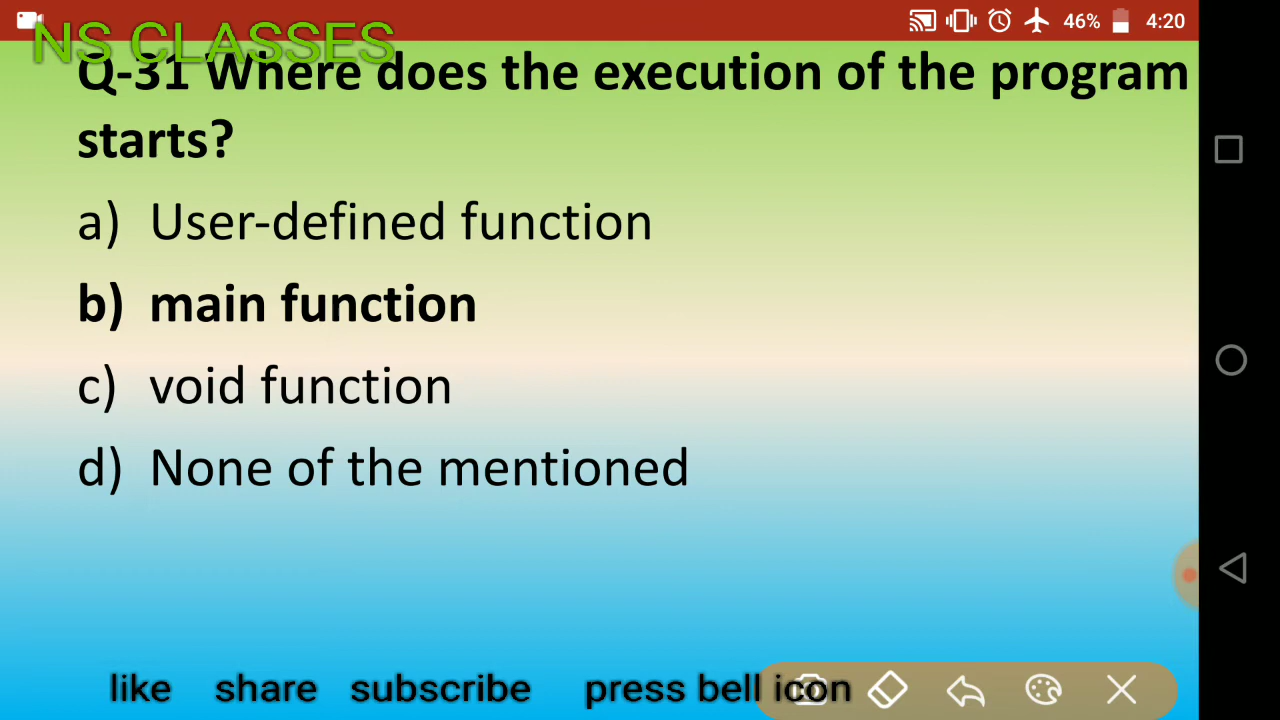 46% 4:20
NS CLASSES
Q-31 Where does the execution of the program
starts?
a) User-defined function
b) main function
c) void function
d) None of the mentioned
like share subscribe press bell icon